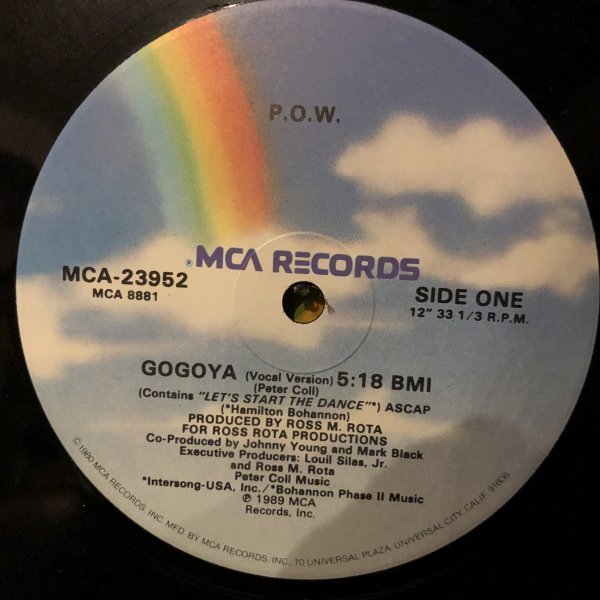 P.O.W.
® MCA RECORDS
MCA-23952
MCA 8881
SIDE ONE
12" 33 1/3 R.P.M.
GOGOYA (Vocal Version) 5:18 BMI
(Peter Coll)
(Contains "LET'S START THE DANCE"*) ASCAP
(*Hamilton Bohannon)
PRODUCED BY ROSS M. ROTA
FOR ROSS ROTA PRODUCTIONS
Co-Produced by Johnny Young and Mark Black
Executive Producers: Louil Silas, Jr.
and Ross M. Rota
Peter Coll Music
*Intersong-USA, Inc./*Bohannon Phase II Music
℗ 1989 MCA
Records, Inc.
©1980 MCA RECORDS, INC. MFD. BY MCA RECORDS, INC., 70 UNIVERSAL PLAZA, UNIVERSAL CITY, CALIF. 91608